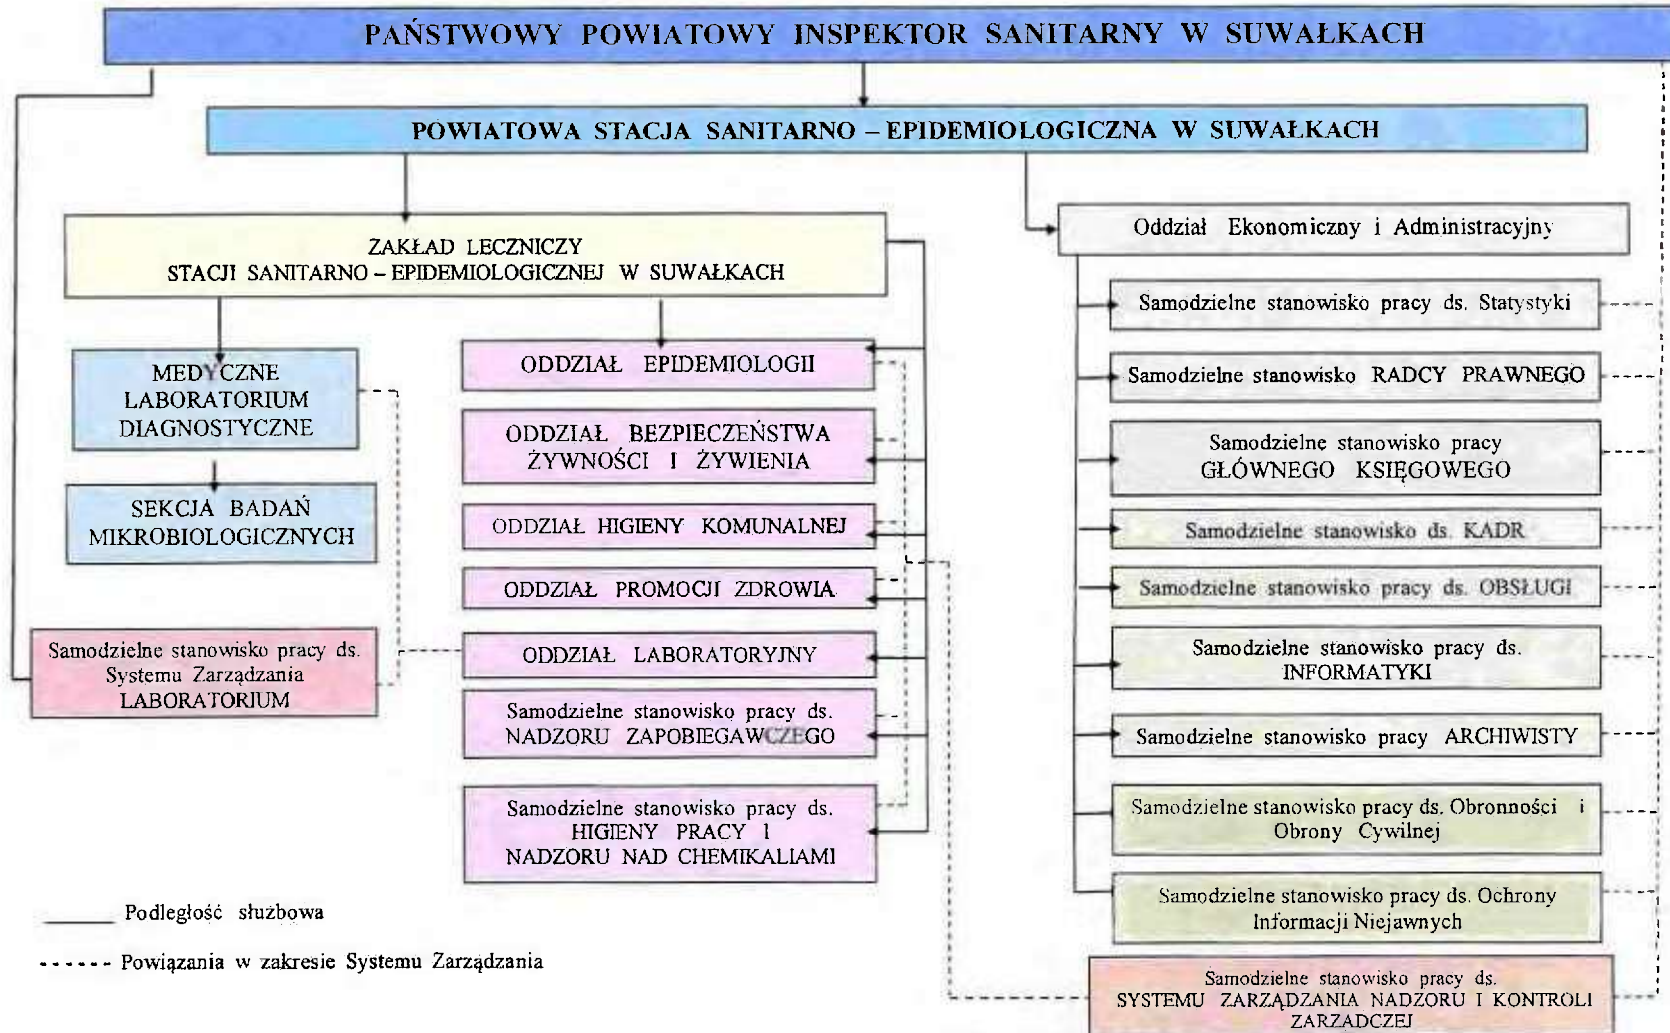 PAŃSTWOWY POWIATOWY INSPEKTOR SANITARNY W SUWAŁKACH
POWIATOWA STACJA SANITARNO – EPIDEMIOLOGICZNA W SUWAŁKACH
ZAKŁAD LECZNICZY
STACJI SANITARNO – EPIDEMIOLOGICZNEJ W SUWAŁKACH
MEDYCZNE
LABORATORIUM
DIAGNOSTYCZNE
SEKCJA BADAŃ
MIKROBIOLOGICZNYCH
Samodzielne stanowisko pracy ds.
Systemu Zarządzania
LABORATORIUM
ODDZIAŁ EPIDEMIOLOGII
ODDZIAŁ BEZPIECZEŃSTWA
ŻYWNOŚCI I ŻYWIENIA
ODDZIAŁ HIGIENY KOMUNALNEJ
ODDZIAŁ PROMOCJI ZDROWIA
ODDZIAŁ LABORATORYJNY
Samodzielne stanowisko pracy ds.
NADZORU ZAPOBIEGAWCZEGO
Samodzielne stanowisko pracy ds.
HIGIENY PRACY I
NADZORU NAD CHEMIKALIAMI
Oddział Ekonomiczny i Administracyjny
Samodzielne stanowisko pracy ds. Statystyki
Samodzielne stanowisko RADCY PRAWNEGO
Samodzielne stanowisko pracy
GŁÓWNEGO KSIĘGOWEGO
Samodzielne stanowisko ds. KADR
Samodzielne stanowisko pracy ds. OBSŁUGI
Samodzielne stanowisko pracy ds.
INFORMATYKI
Samodzielne stanowisko pracy ARCHIWISTY
Samodzielne stanowisko pracy ds. Obronności i
Obrony Cywilnej
Samodzielne stanowisko pracy ds. Ochrony
Informacji Niejawnych
Samodzielne stanowisko pracy ds.
SYSTEMU ZARZĄDZANIA NADZORU I KONTROLI
ZARZĄDCZEJ
Podległość służbowa
Powiązania w zakresie Systemu Zarządzania